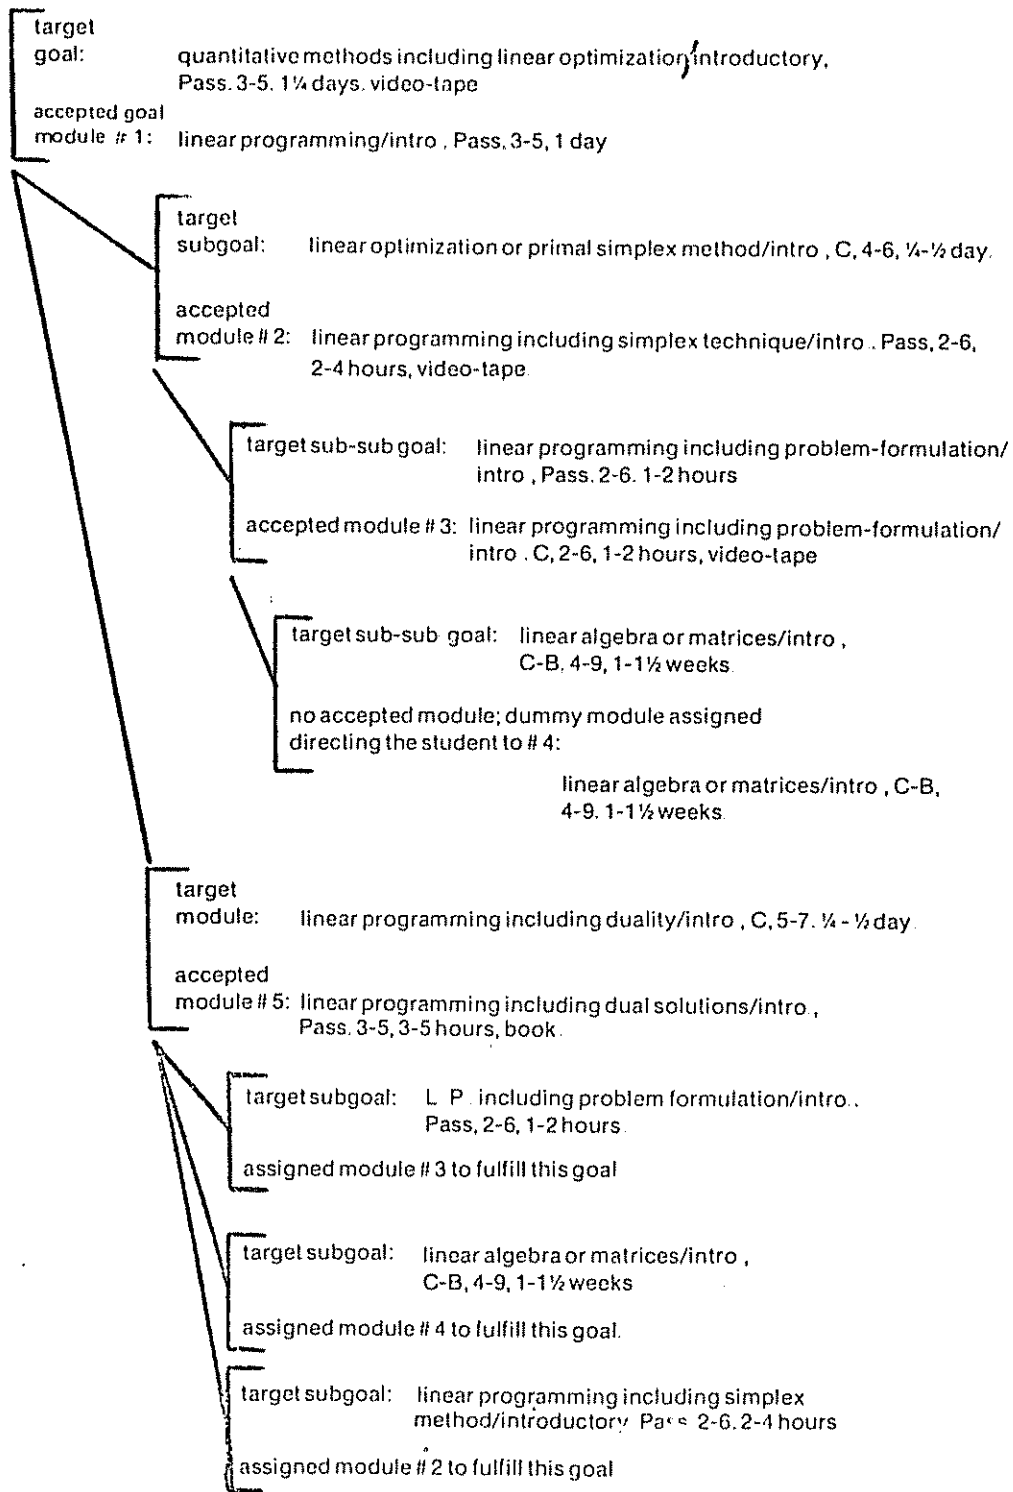 target
goal: quantitative methods including linear optimization/introductory,
Pass. 3-5. 1¼ days. video-tape
accepted goal
module # 1: linear programming/intro , Pass, 3-5, 1 day
target
subgoal: linear optimization or primal simplex method/intro , C, 4-6, ¼-½ day.
accepted
module # 2: linear programming including simplex technique/intro . Pass, 2-6,
2-4 hours, video-tape
target sub-sub goal: linear programming including problem-formulation/
intro , Pass. 2-6. 1-2 hours
accepted module # 3: linear programming including problem-formulation/
intro . C, 2-6, 1-2 hours, video-tape
target sub-sub goal: linear algebra or matrices/intro ,
C-B, 4-9, 1-1½ weeks
no accepted module; dummy module assigned
directing the student to # 4:
linear algebra or matrices/intro , C-B,
4-9. 1-1½ weeks
target
module: linear programming including duality/intro , C, 5-7. ¼ - ½ day
accepted
module # 5: linear programming including dual solutions/intro ,
Pass. 3-5, 3-5 hours, book
target subgoal: L P . including problem formulation/intro .
Pass, 2-6, 1-2 hours
assigned module # 3 to fulfill this goal
target subgoal: linear algebra or matrices/intro ,
C-B, 4-9, 1-1½ weeks
assigned module # 4 to fulfill this goal.
target subgoal: linear programming including simplex
method/introductory Pass 2-6. 2-4 hours
assigned module # 2 to fulfill this goal